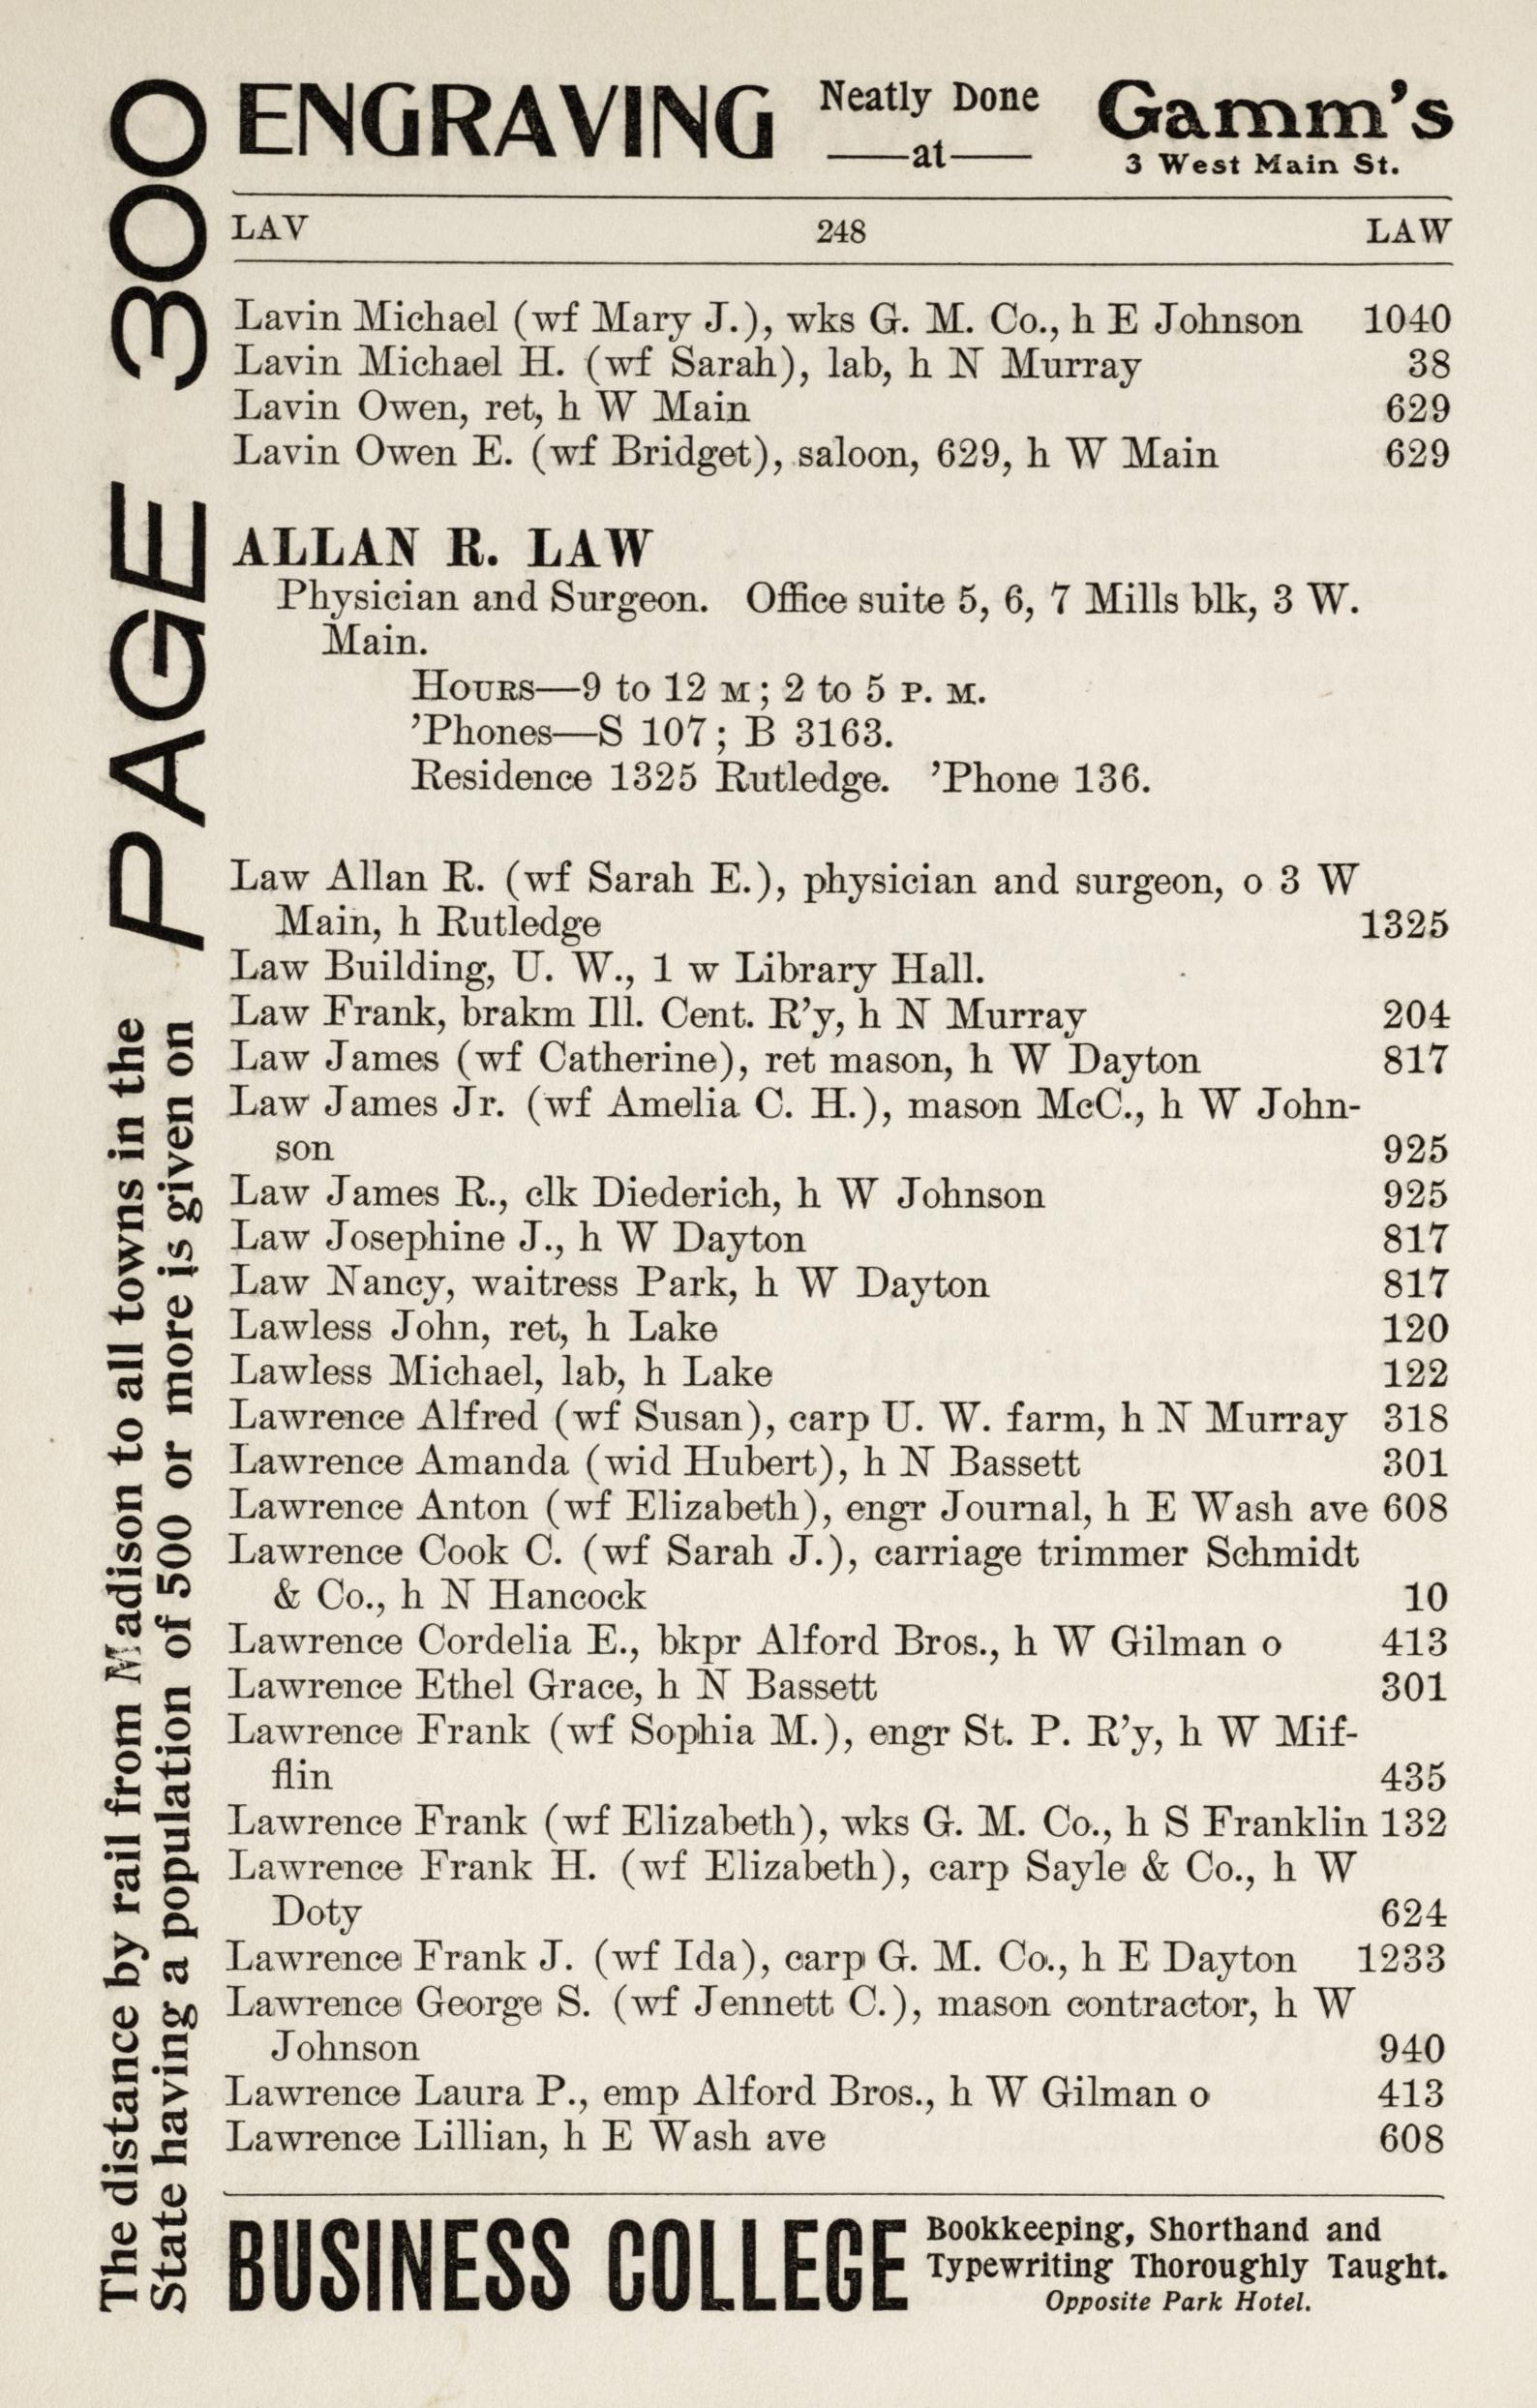 ENGRAVING Neatly Done —at— Gamm's
3 West Main St.
LAV 248 LAW
Lavin Michael (wf Mary J.), wks G. M. Co., h E Johnson 1040
Lavin Michael H. (wf Sarah), lab, h N Murray 38
Lavin Owen, ret, h W Main 629
Lavin Owen E. (wf Bridget), saloon, 629, h W Main 629
ALLAN R. LAW
Physician and Surgeon. Office suite 5, 6, 7 Mills blk, 3 W.
Main.
HOURS—9 to 12 M; 2 to 5 P. M.
'Phones—S 107; B 3163.
Residence 1325 Rutledge. 'Phone 136.
Law Allan R. (wf Sarah E.), physician and surgeon, o 3 W
Main, h Rutledge 1325
Law Building, U. W., 1 w Library Hall.
Law Frank, brakm Ill. Cent. R'y, h N Murray 204
Law James (wf Catherine), ret mason, h W Dayton 817
Law James Jr. (wf Amelia C. H.), mason McC., h W John-
son 925
Law James R., clk Diederich, h W Johnson 925
Law Josephine J., h W Dayton 817
Law Nancy, waitress Park, h W Dayton 817
Lawless John, ret, h Lake 120
Lawless Michael, lab, h Lake 122
Lawrence Alfred (wf Susan), carp U. W. farm, h N Murray 318
Lawrence Amanda (wid Hubert), h N Bassett 301
Lawrence Anton (wf Elizabeth), engr Journal, h E Wash ave 608
Lawrence Cook C. (wf Sarah J.), carriage trimmer Schmidt
& Co., h N Hancock 10
Lawrence Cordelia E., bkpr Alford Bros., h W Gilman o 413
Lawrence Ethel Grace, h N Bassett 301
Lawrence Frank (wf Sophia M.), engr St. P. R'y, h W Mif-
flin 435
Lawrence Frank (wf Elizabeth), wks G. M. Co., h S Franklin 132
Lawrence Frank H. (wf Elizabeth), carp Sayle & Co., h W
Doty 624
Lawrence Frank J. (wf Ida), carp G. M. Co., h E Dayton 1233
Lawrence George S. (wf Jennett C.), mason contractor, h W
Johnson 940
Lawrence Laura P., emp Alford Bros., h W Gilman o 413
Lawrence Lillian, h E Wash ave 608
BUSINESS COLLEGE Bookkeeping, Shorthand and
Typewriting Thoroughly Taught.
Opposite Park Hotel.
The distance by rail from Madison to all towns in the
State having a population of 500 or more is given on
PAGE 300